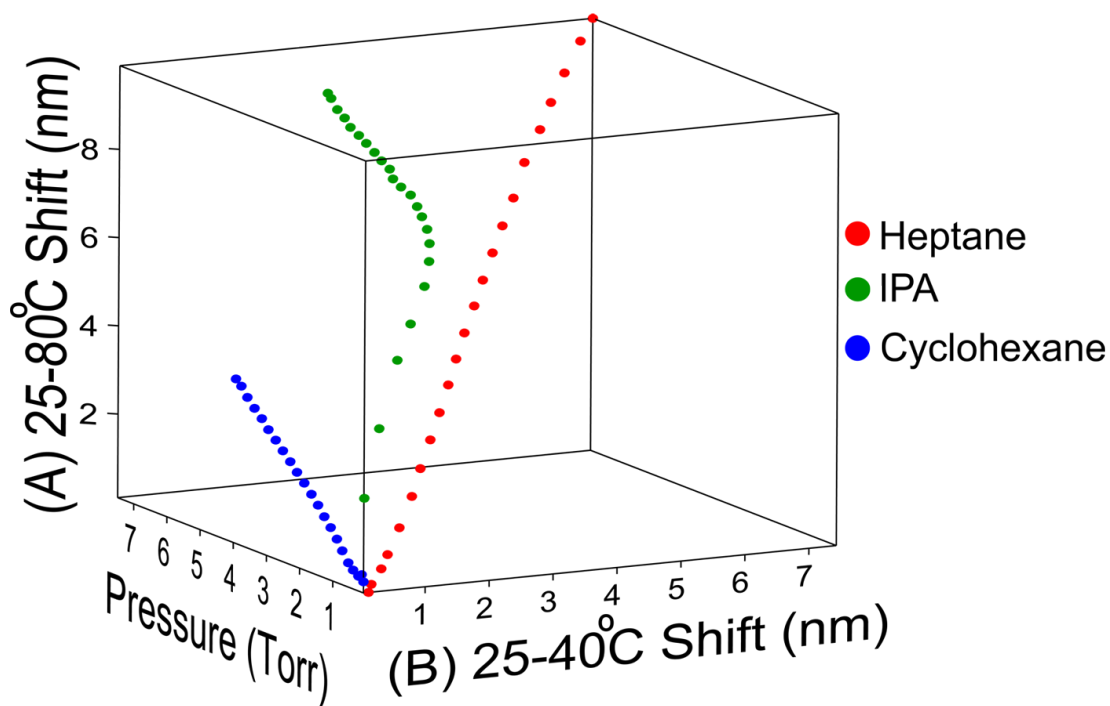 (A) 25-80°C Shift (nm)
8
6
4
2
7 6 5 4 3 2 1
Pressure (Torr)
1 2 3 4 5 6 7
(B) 25-40°C Shift (nm)
Heptane
IPA
Cyclohexane